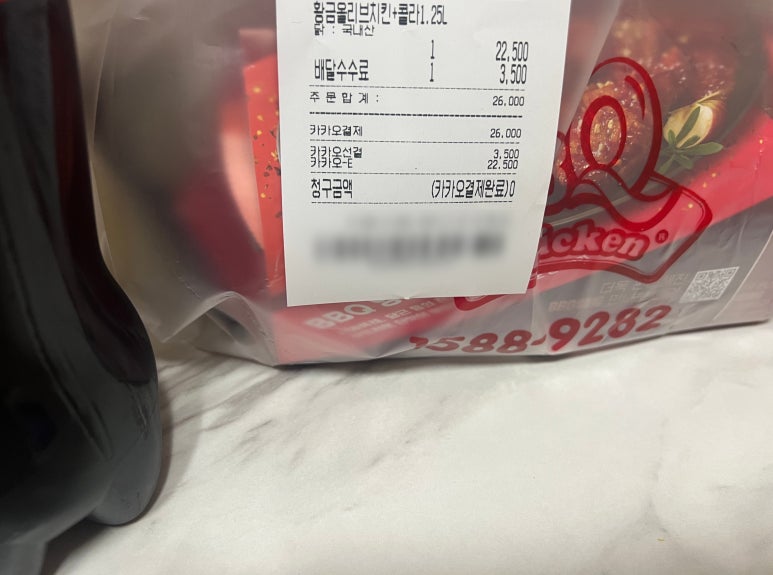 황금올리브치킨+콜라1.25L
닭 : 국내산
1 22,500
배달수수료 1 3,500
주문합계: 26,000
카카오결제 26,000
카카오선결 3,500
카카오-E 22,500
청구금액 (카카오결제완료)0
icken®
BBQ
1588-9282